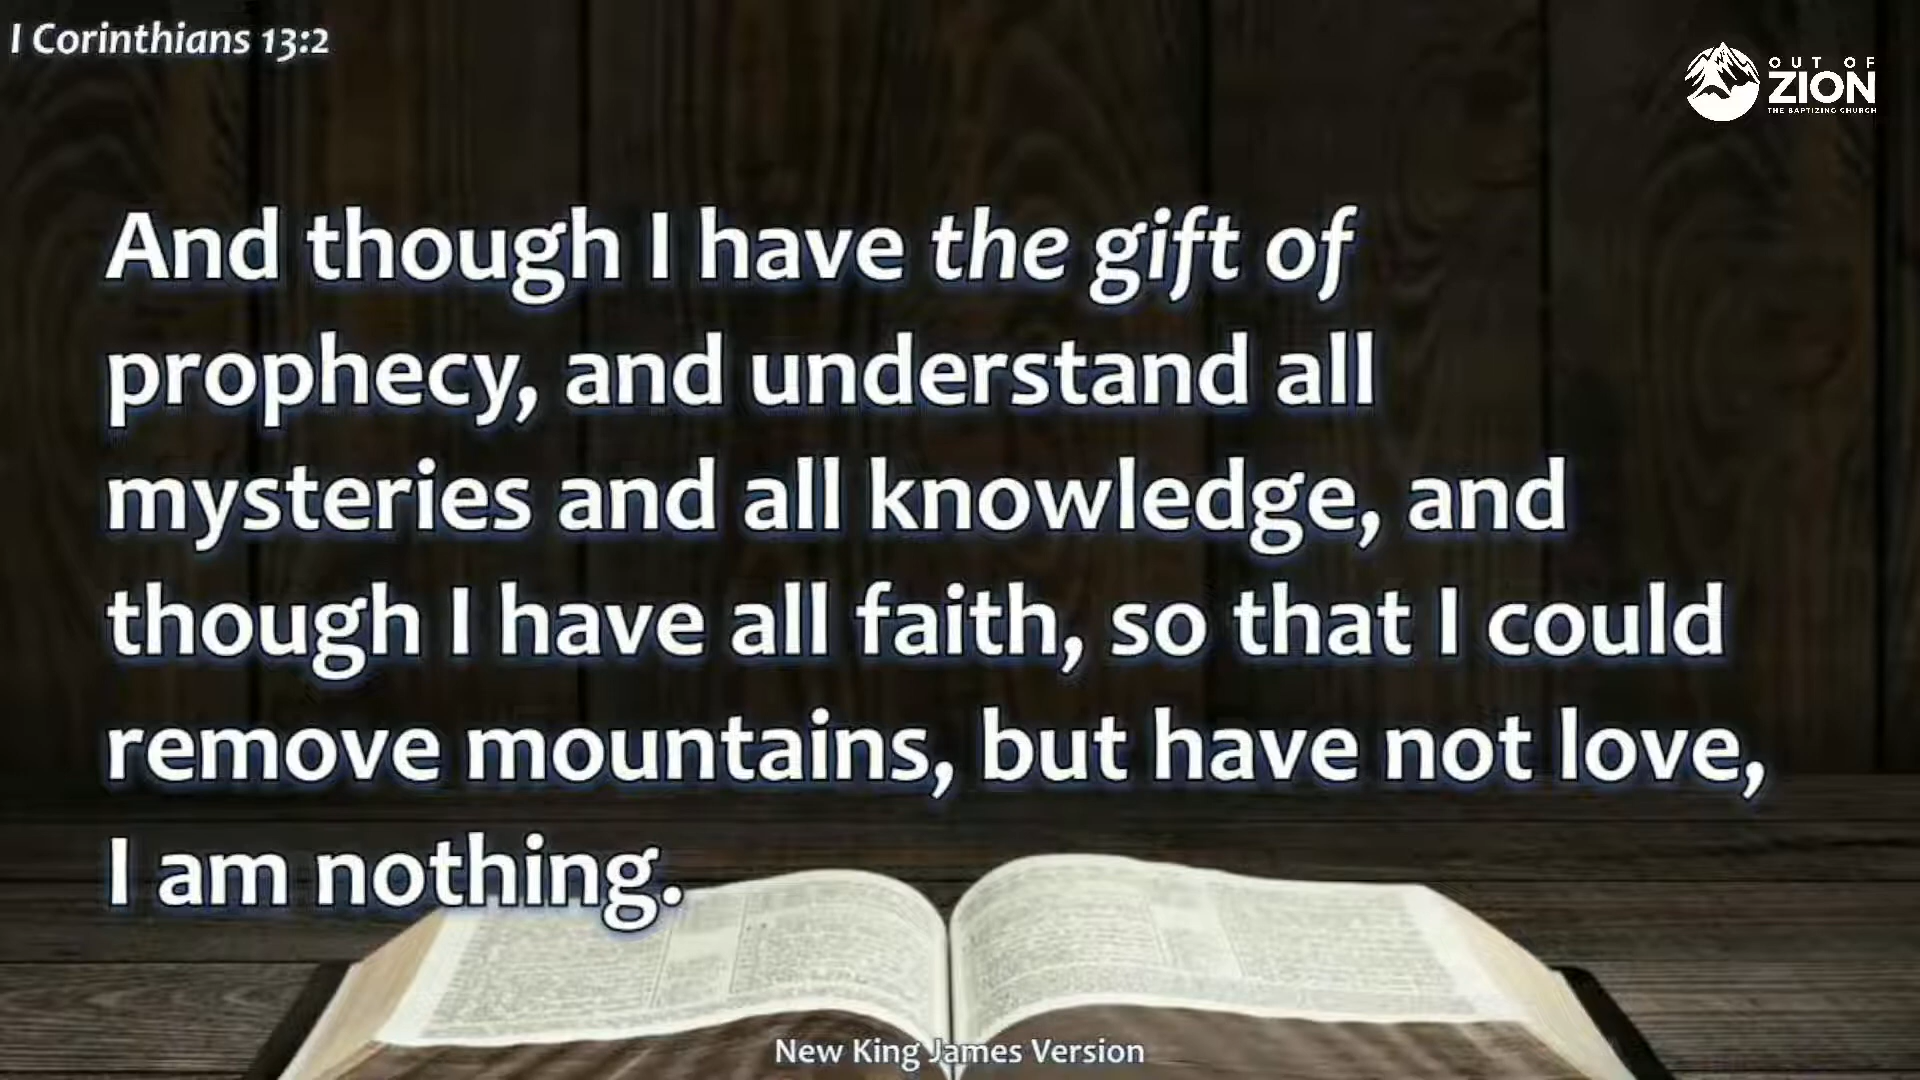 I Corinthians 13:2
OUT OF
ZION
THE BAPTIZING CHURCH
And though I have the gift of
prophecy, and understand all
mysteries and all knowledge, and
though I have all faith, so that I could
remove mountains, but have not love,
I am nothing.
New King James Version